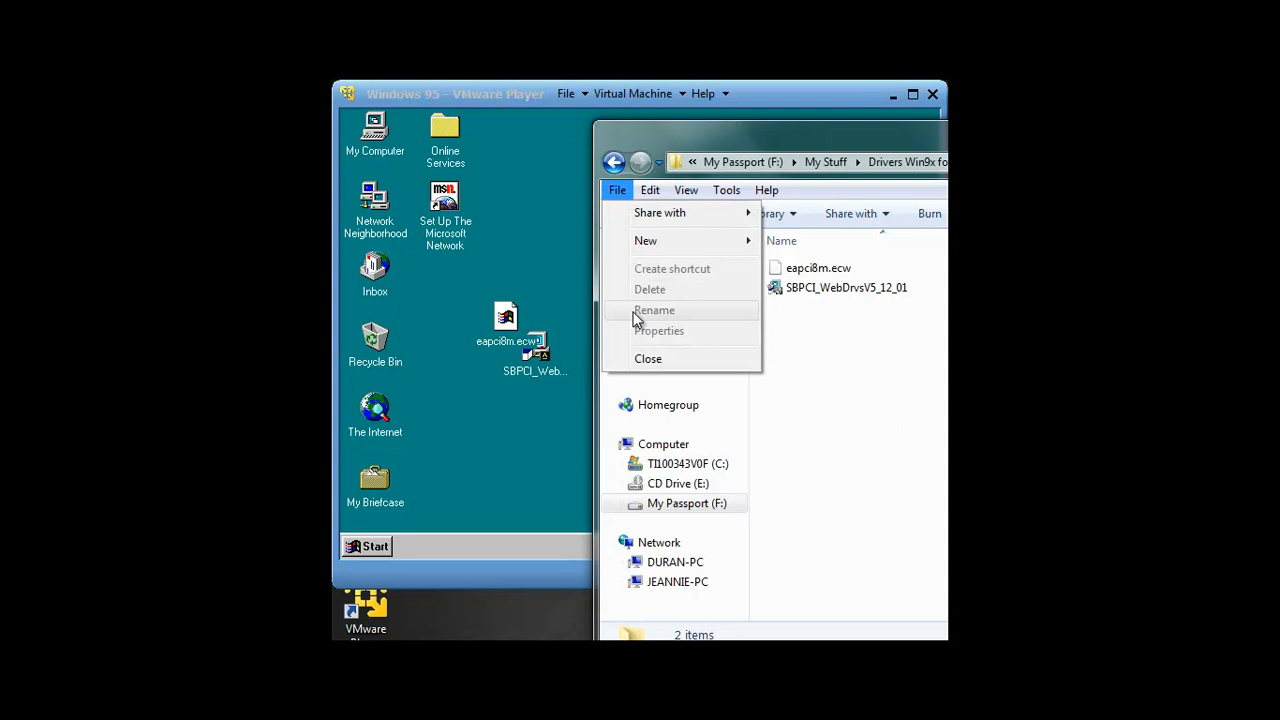 Windows 95 - VMware Player File Virtual Machine Help
My Computer
Online
Services
Network
Neighborhood
msn.
Set Up The
Microsoft
Network
Inbox
Recycle Bin
The Internet
My Briefcase
eapci8m.ecw
SBPCI_Web...
Start
VMware
« My Passport (F:) My Stuff Drivers Win9x fo
File Edit View Tools Help
brary Share with Burn
Share with
New
Create shortcut
Delete
Rename
Properties
Close
Name
eapci8m.ecw
SBPCI_WebDrvsV5_12_01
Homegroup
Computer
TI100343V0F (C:)
CD Drive (E:)
My Passport (F:)
Network
DURAN-PC
JEANNIE-PC
2 items